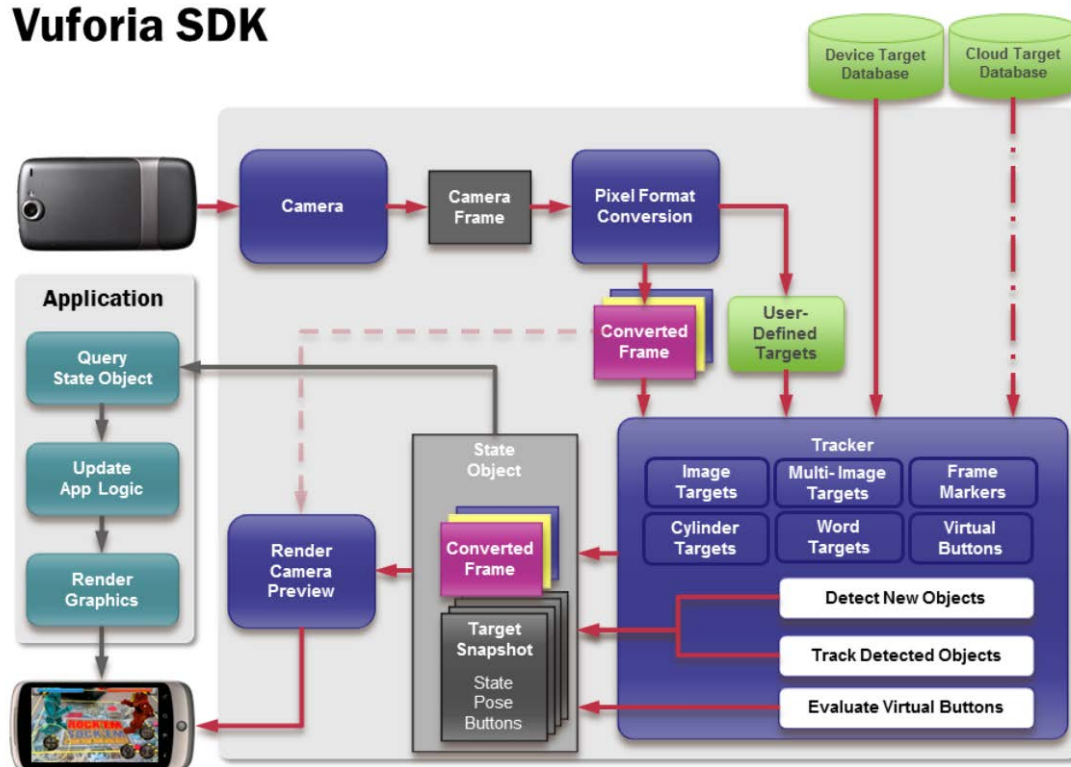 Vuforia SDK
Device Target
Database
Cloud Target
Database
Camera
Camera
Frame
Pixel Format
Conversion
Application
Query
State Object
Update
App Logic
Render
Graphics
Converted
Frame
User-
Defined
Targets
State
Object
Converted
Frame
Target
Snapshot
State
Pose
Buttons
Render
Camera
Preview
Tracker
Image
Targets
Multi-Image
Targets
Frame
Markers
Cylinder
Targets
Word
Targets
Virtual
Buttons
Detect New Objects
Track Detected Objects
Evaluate Virtual Buttons
ROCK'EM